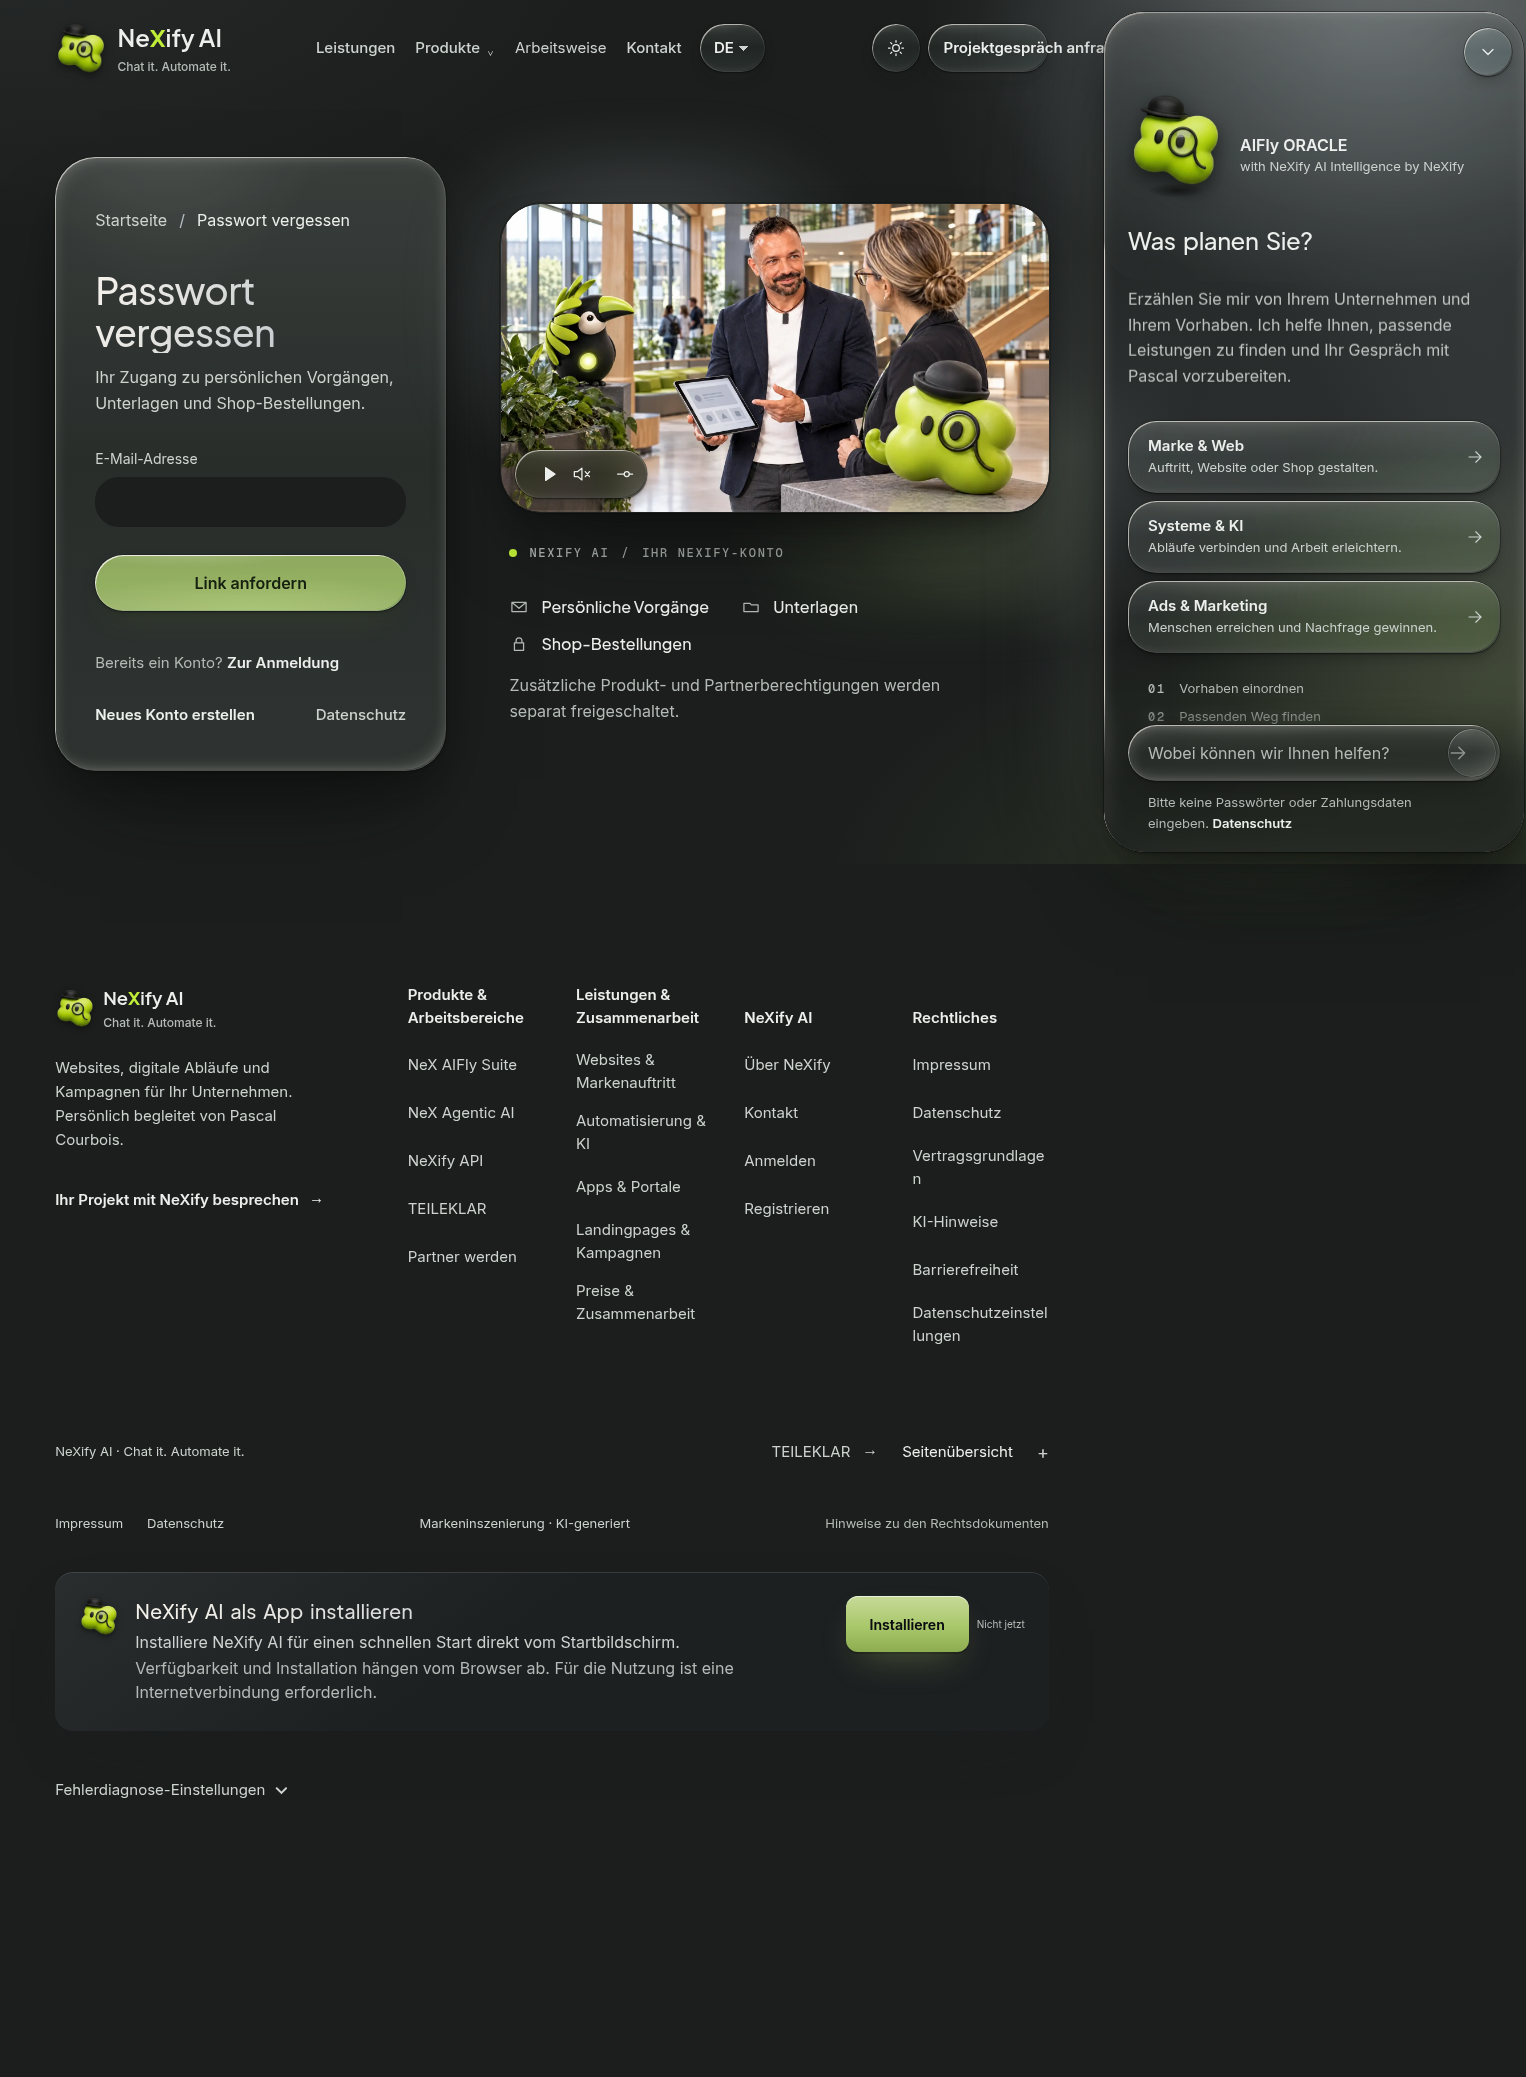 NeXify AI
Chat it. Automate it.
Leistungen
Produkte
Arbeitsweise
Kontakt
DE
Projektgespräch anfra
Startseite / Passwort vergessen
Passwort
vergessen
Ihr Zugang zu persönlichen Vorgängen,
Unterlagen und Shop-Bestellungen.
E-Mail-Adresse
Link anfordern
Bereits ein Konto? Zur Anmeldung
Neues Konto erstellen
Datenschutz
NEXIFY AI / IHR NEXIFY-KONTO
Persönliche Vorgänge
Unterlagen
Shop-Bestellungen
Zusätzliche Produkt- und Partnerberechtigungen werden
separat freigeschaltet.
AIFly ORACLE
with NeXify AI Intelligence by NeXify
Was planen Sie?
Erzählen Sie mir von Ihrem Unternehmen und
Ihrem Vorhaben. Ich helfe Ihnen, passende
Leistungen zu finden und Ihr Gespräch mit
Pascal vorzubereiten.
Marke & Web
Auftritt, Website oder Shop gestalten.
Systeme & KI
Abläufe verbinden und Arbeit erleichtern.
Ads & Marketing
Menschen erreichen und Nachfrage gewinnen.
01 Vorhaben einordnen
02 Passenden Weg finden
Wobei können wir Ihnen helfen?
Bitte keine Passwörter oder Zahlungsdaten
eingeben. Datenschutz
NeXify AI
Chat it. Automate it.
Websites, digitale Abläufe und
Kampagnen für Ihr Unternehmen.
Persönlich begleitet von Pascal
Courbois.
Ihr Projekt mit NeXify besprechen →
Produkte &
Arbeitsbereiche
NeX AIFly Suite
NeX Agentic AI
NeXify API
TEILEKLAR
Partner werden
Leistungen &
Zusammenarbeit
Websites &
Markenauftritt
Automatisierung &
KI
Apps & Portale
Landingpages &
Kampagnen
Preise &
Zusammenarbeit
NeXify AI
Über NeXify
Kontakt
Anmelden
Registrieren
Rechtliches
Impressum
Datenschutz
Vertragsgrundlage
n
KI-Hinweise
Barrierefreiheit
Datenschutzeinstel
lungen
NeXify AI · Chat it. Automate it.
TEILEKLAR →
Seitenübersicht +
Impressum
Datenschutz
Markeninszenierung · KI-generiert
Hinweise zu den Rechtsdokumenten
NeXify AI als App installieren
Installiere NeXify AI für einen schnellen Start direkt vom Startbildschirm.
Verfügbarkeit und Installation hängen vom Browser ab. Für die Nutzung ist eine
Internetverbindung erforderlich.
Installieren
Nicht jetzt
Fehlerdiagnose-Einstellungen